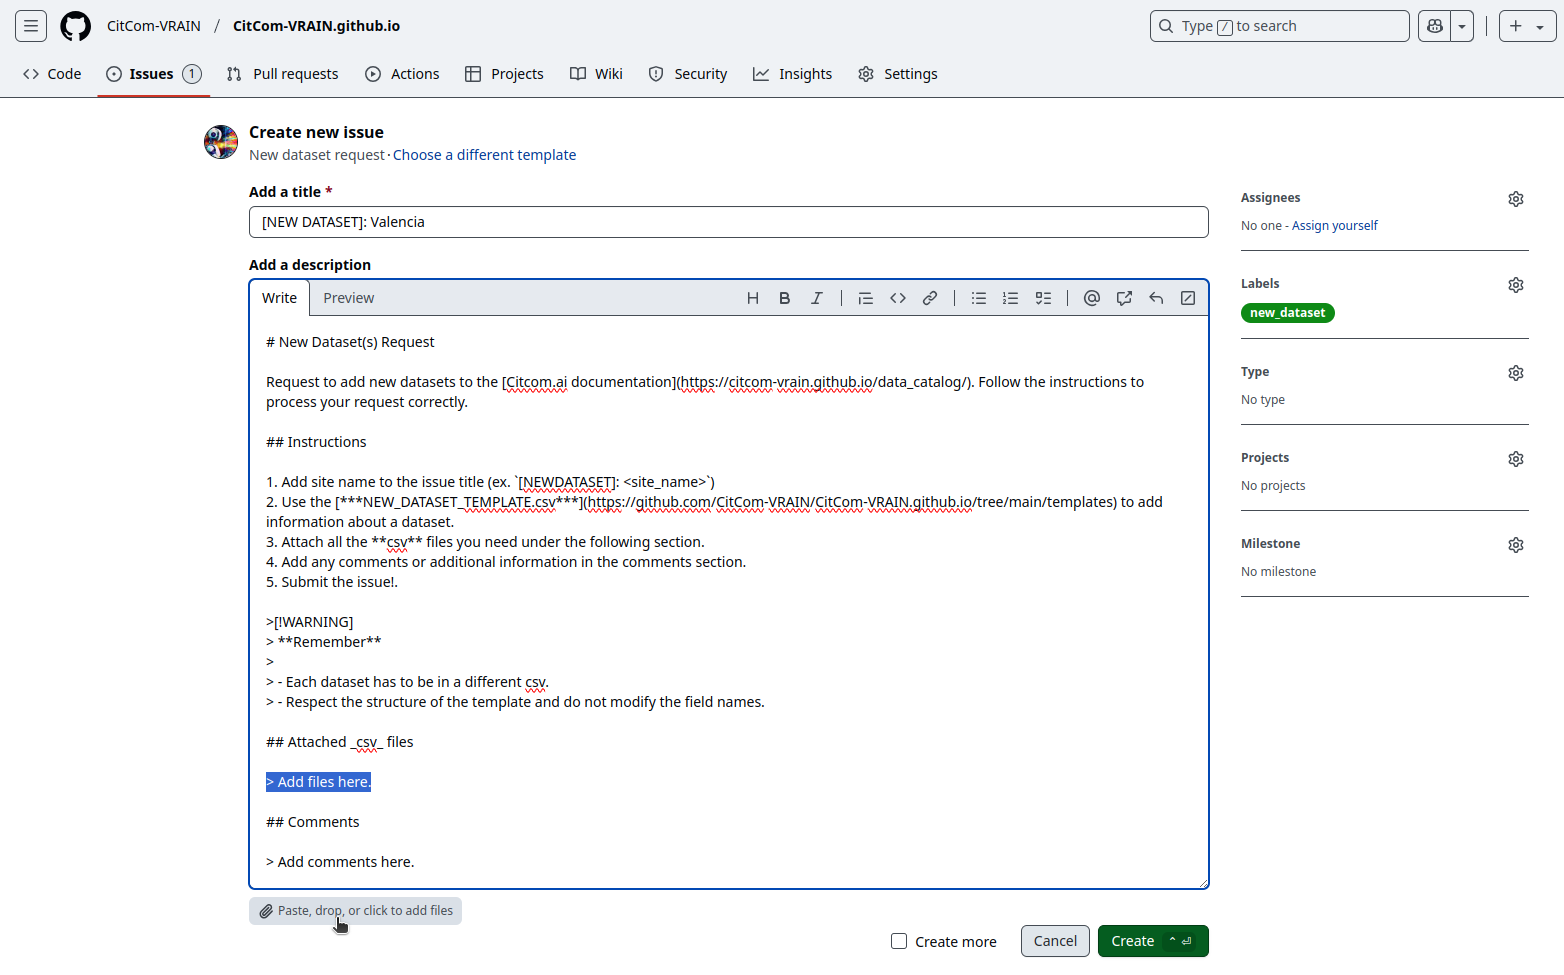 CitCom-VRAIN / CitCom-VRAIN.github.io
Type / to search
Code
Issues 1
Pull requests
Actions
Projects
Wiki
Security
Insights
Settings
Create new issue
New dataset request · Choose a different template
Add a title *
[NEW DATASET]: Valencia
Add a description
Write
Preview
# New Dataset(s) Request
Request to add new datasets to the [Citcom.ai documentation](https://citcom-vrain.github.io/data_catalog/). Follow the instructions to
process your request correctly.
## Instructions
1. Add site name to the issue title (ex. `[NEWDATASET]: <site_name>`)
2. Use the [***NEW_DATASET_TEMPLATE.csv***](https://github.com/CitCom-VRAIN/CitCom-VRAIN.github.io/tree/main/templates) to add
information about a dataset.
3. Attach all the **csv** files you need under the following section.
4. Add any comments or additional information in the comments section.
5. Submit the issue!.
>[!WARNING]
> **Remember**
>
> - Each dataset has to be in a different csv.
> - Respect the structure of the template and do not modify the field names.
## Attached _csv_ files
> Add files here.
## Comments
> Add comments here.
Paste, drop, or click to add files
Create more
Cancel
Create
Assignees
No one - Assign yourself
Labels
new_dataset
Type
No type
Projects
No projects
Milestone
No milestone